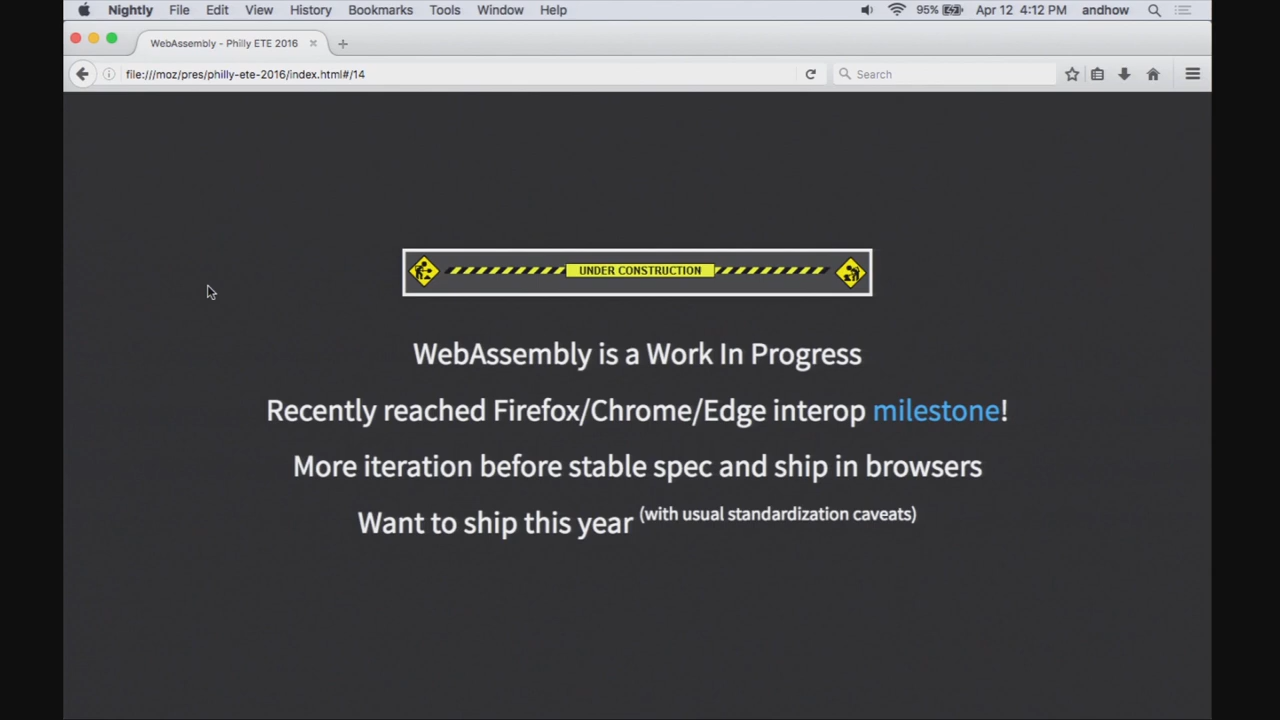 Nightly File Edit View History Bookmarks Tools Window Help 95% Apr 12 4:12 PM andhow
WebAssembly - Philly ETE 2016
file:///moz/pres/philly-ete-2016/index.html#/14 Search
UNDER CONSTRUCTION
WebAssembly is a Work In Progress
Recently reached Firefox/Chrome/Edge interop milestone!
More iteration before stable spec and ship in browsers
Want to ship this year (with usual standardization caveats)